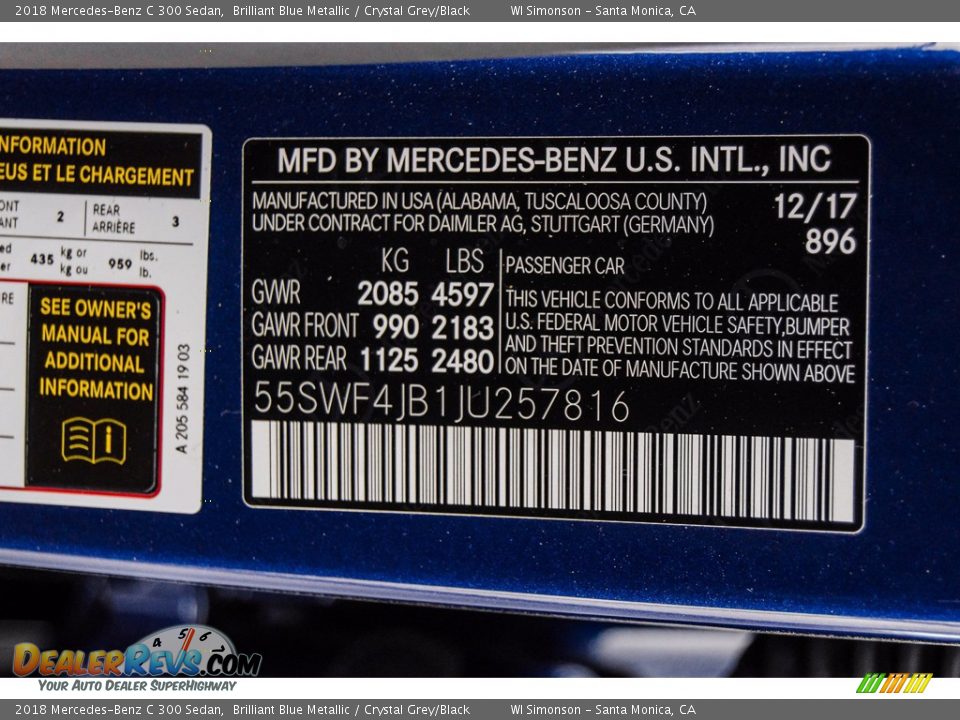 2018 Mercedes-Benz C 300 Sedan, Brilliant Blue Metallic / Crystal Grey/Black WI Simonson - Santa Monica, CA
NFORMATION
EUS ET LE CHARGEMENT
ONT
ANT
2
REAR
ARRIÈRE
3
435
kg or
kg ou
959
lbs.
lb.
SEE OWNER'S
MANUAL FOR
ADDITIONAL
INFORMATION
i
A 205 584 19 03
MFD BY MERCEDES-BENZ U.S. INTL., INC
MANUFACTURED IN USA (ALABAMA, TUSCALOOSA COUNTY)
UNDER CONTRACT FOR DAIMLER AG, STUTTGART (GERMANY)
12/17
896
KG LBS
GVWR 2085 4597
GAWR FRONT 990 2183
GAWR REAR 1125 2480
PASSENGER CAR
THIS VEHICLE CONFORMS TO ALL APPLICABLE
U.S. FEDERAL MOTOR VEHICLE SAFETY,BUMPER
AND THEFT PREVENTION STANDARDS IN EFFECT
ON THE DATE OF MANUFACTURE SHOWN ABOVE
55SWF4JB1JU257816
4 5 6
DealerRevs.com
Your Auto Dealer SuperHighway
2018 Mercedes-Benz C 300 Sedan, Brilliant Blue Metallic / Crystal Grey/Black WI Simonson - Santa Monica, CA